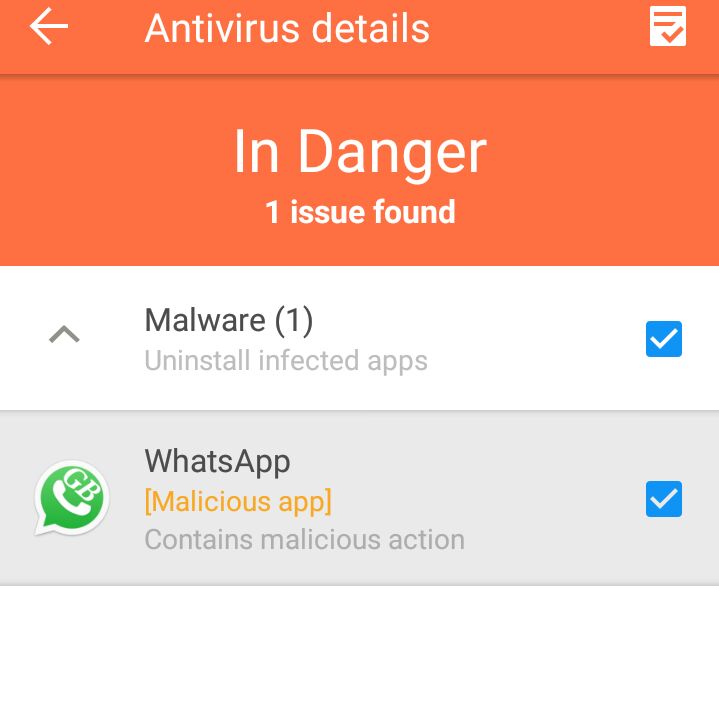 Antivirus details
In Danger
1 issue found
Malware (1)
Uninstall infected apps
GB
WhatsApp
[Malicious app]
Contains malicious action